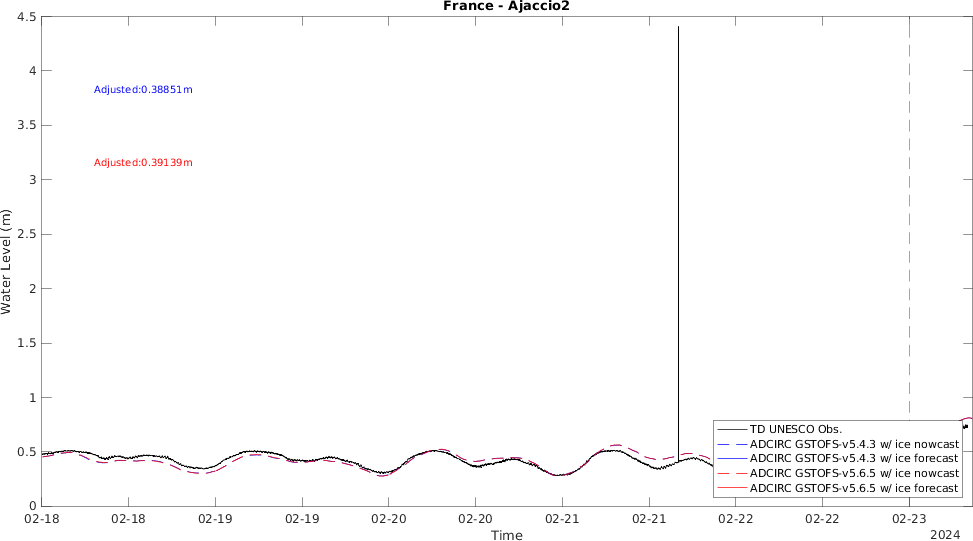 France - Ajaccio2
4.5
4
3.5
3
2.5
2
1.5
1
0.5
0
Water Level (m)
Adjusted:0.38851m
Adjusted:0.39139m
TD UNESCO Obs.
ADCIRC GSTOFS-v5.4.3 w/ ice nowcast
ADCIRC GSTOFS-v5.4.3 w/ ice forecast
ADCIRC GSTOFS-v5.6.5 w/ ice nowcast
ADCIRC GSTOFS-v5.6.5 w/ ice forecast
02-18 02-18 02-19 02-19 02-20 02-20 02-21 02-21 02-22 02-22 02-23
Time
2024